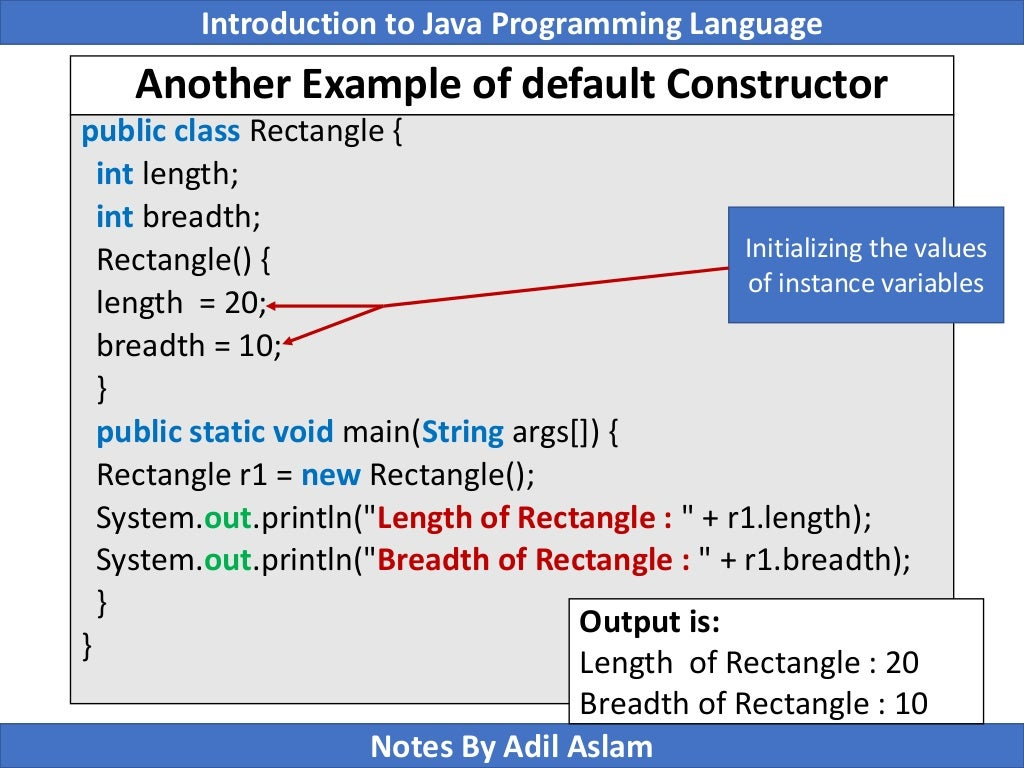 Introduction to Java Programming Language
Another Example of default Constructor
public class Rectangle {
int length;
int breadth;
Rectangle() {
length  = 20;
breadth = 10;
}
public static void main(String args[]) {
Rectangle r1 = new Rectangle();
System.out.println("Length of Rectangle : " + r1.length);
System.out.println("Breadth of Rectangle : " + r1.breadth);
}
}
Initializing the values
of instance variables
Output is:
Length  of Rectangle : 20
Breadth of Rectangle : 10
Notes By Adil Aslam